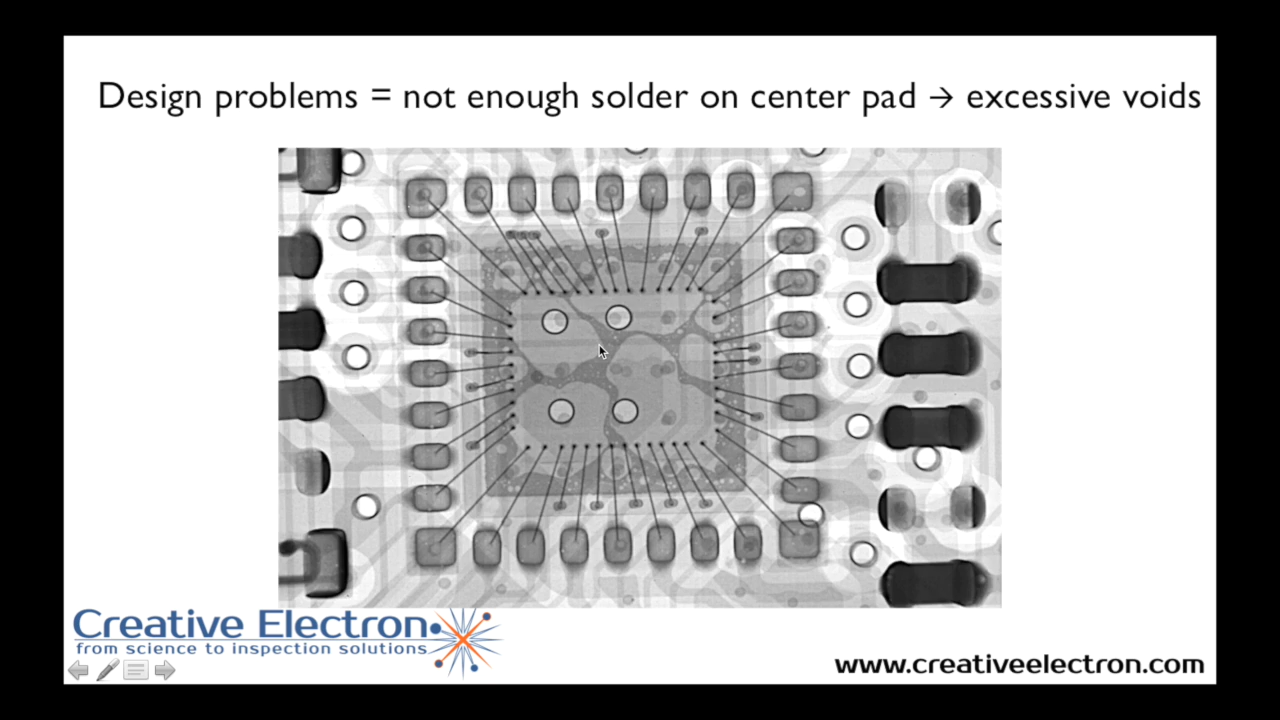 Design problems = not enough solder on center pad → excessive voids
Creative Electron
from science to inspection solutions
www.creativeelectron.com